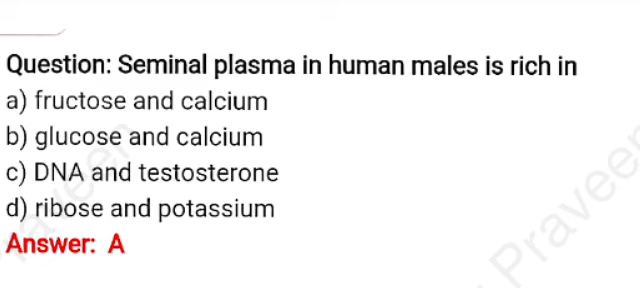 Question: Seminal plasma in human males is rich in
a) fructose and calcium
b) glucose and calcium
c) DNA and testosterone
d) ribose and potassium
Answer: A
Praveen